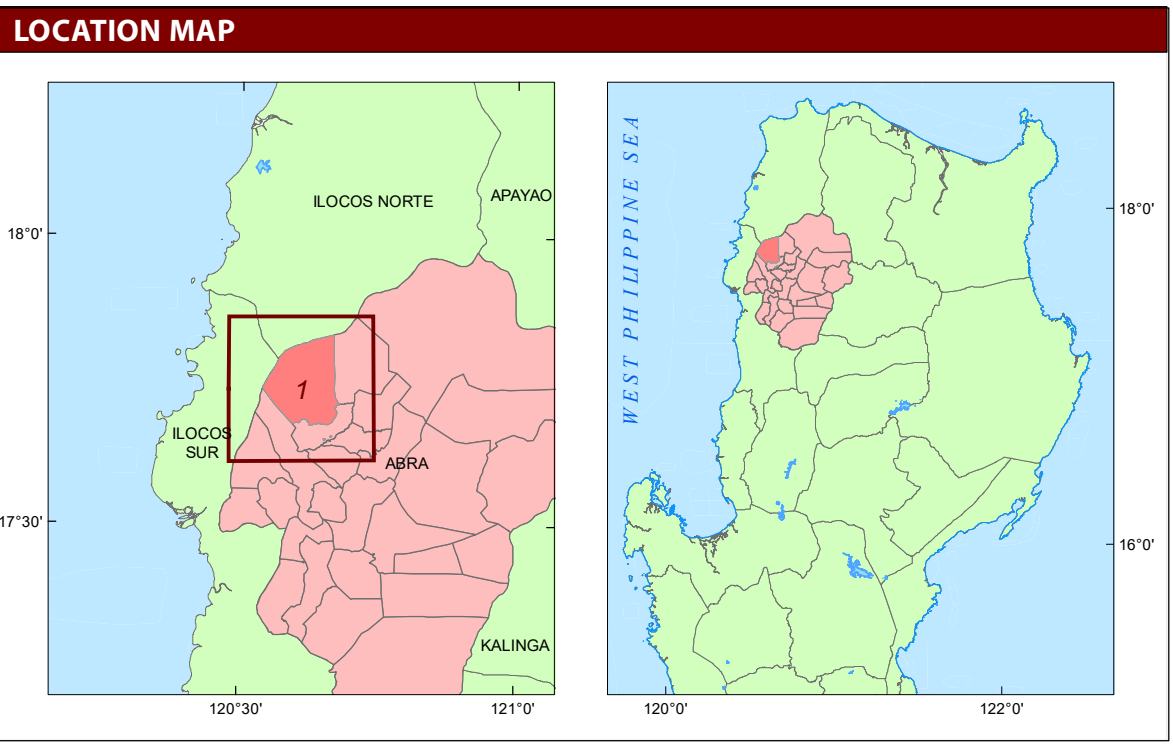 LOCATION MAP
ILOCOS NORTE
APAYAO
18°0'
1
ILOCOS
SUR
ABRA
17°30'
KALINGA
120°30'
121°0'
WEST PHILIPPINE SEA
18°0'
16°0'
120°0'
122°0'